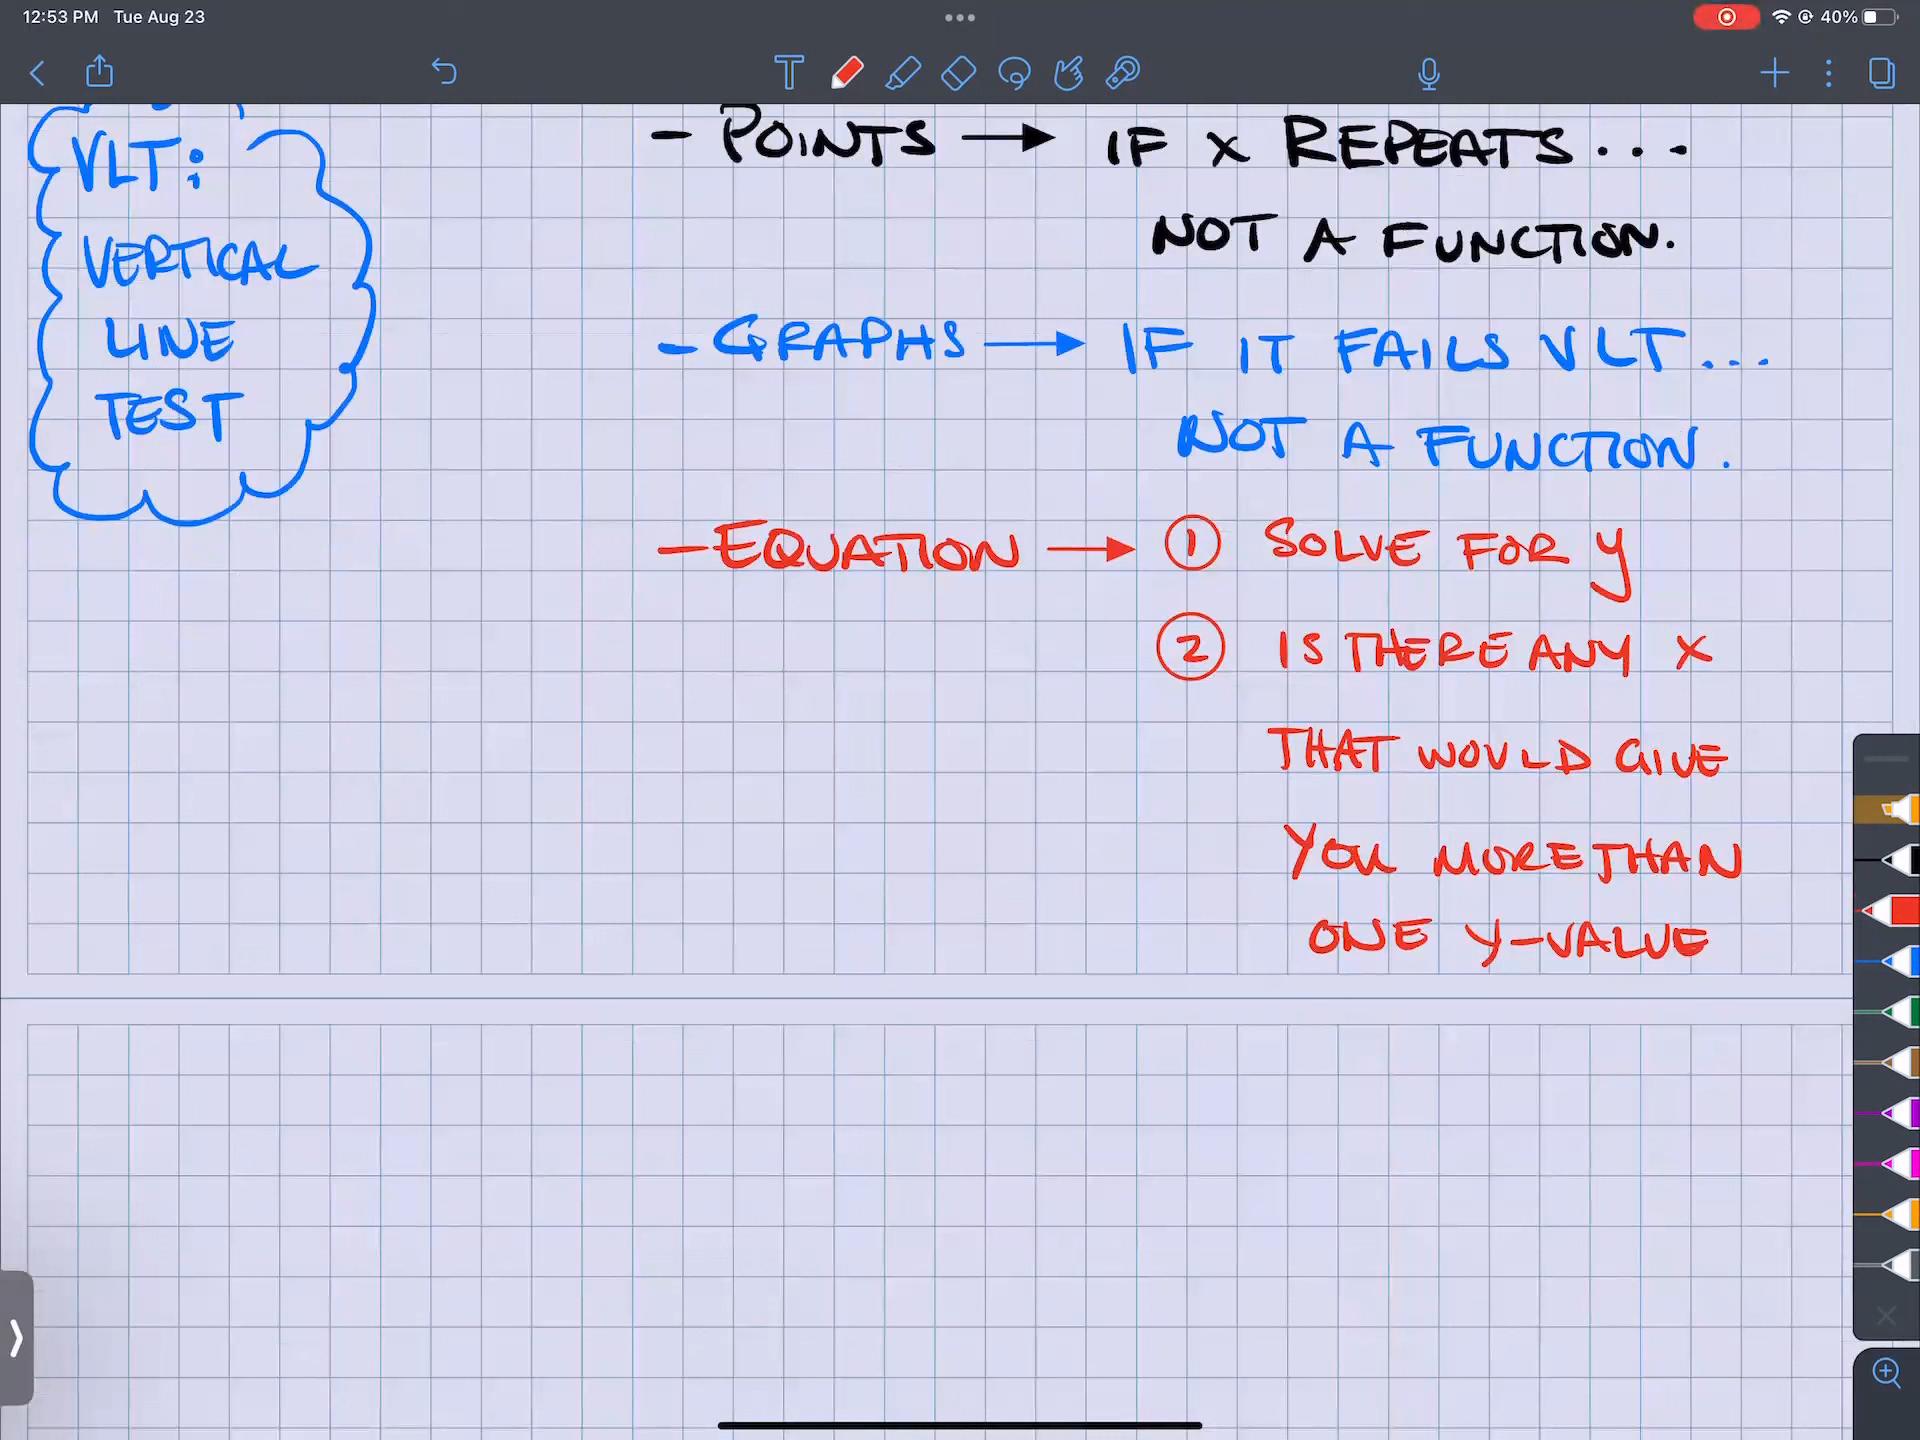 12:53 PM Tue Aug 23
40%
VLT:
VERTICAL
LINE
TEST
- POINTS → IF X REPEATS...
NOT A FUNCTION.
- GRAPHS → IF IT FAILS VLT...
NOT A FUNCTION.
- EQUATION → ① SOLVE FOR y
② IS THERE ANY X
THAT WOULD GIVE
YOU MORE THAN
ONE Y-VALUE